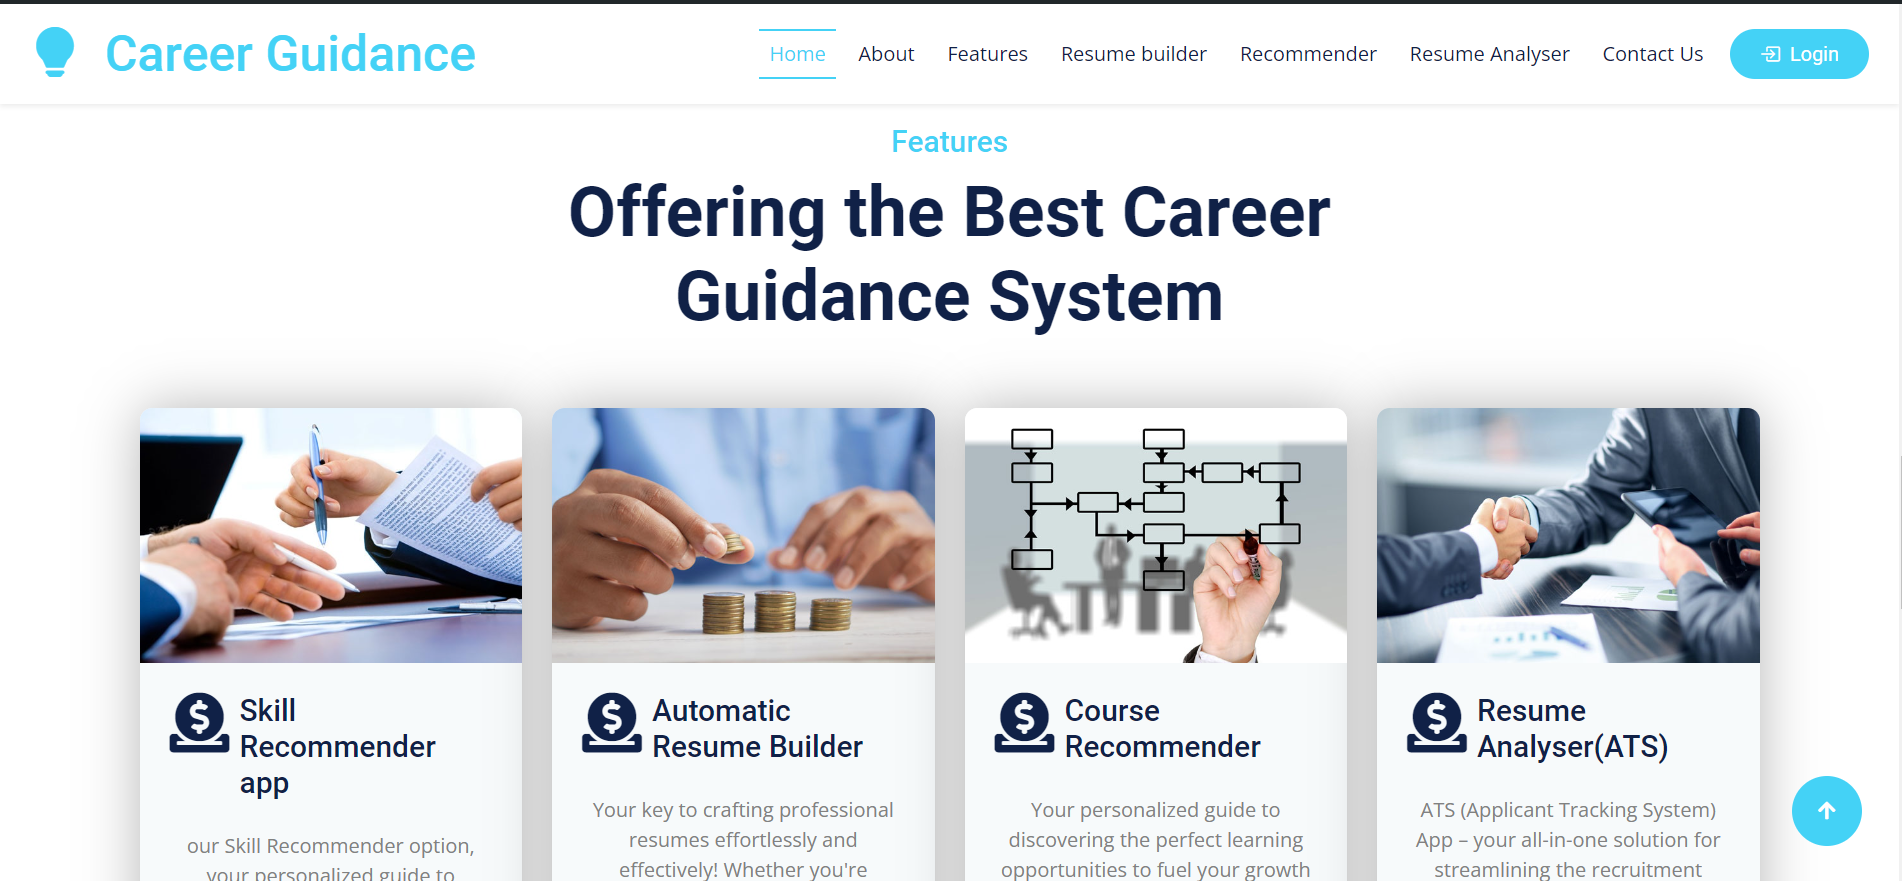 Career Guidance
Home About Features Resume builder Recommender Resume Analyser Contact Us Login
Features
Offering the Best Career
Guidance System
Skill
Recommender
app
our Skill Recommender option,
your personalized guide to
Automatic
Resume Builder
Your key to crafting professional
resumes effortlessly and
effectively! Whether you're
Course
Recommender
Your personalized guide to
discovering the perfect learning
opportunities to fuel your growth
Resume
Analyser(ATS)
ATS (Applicant Tracking System)
App – your all-in-one solution for
streamlining the recruitment